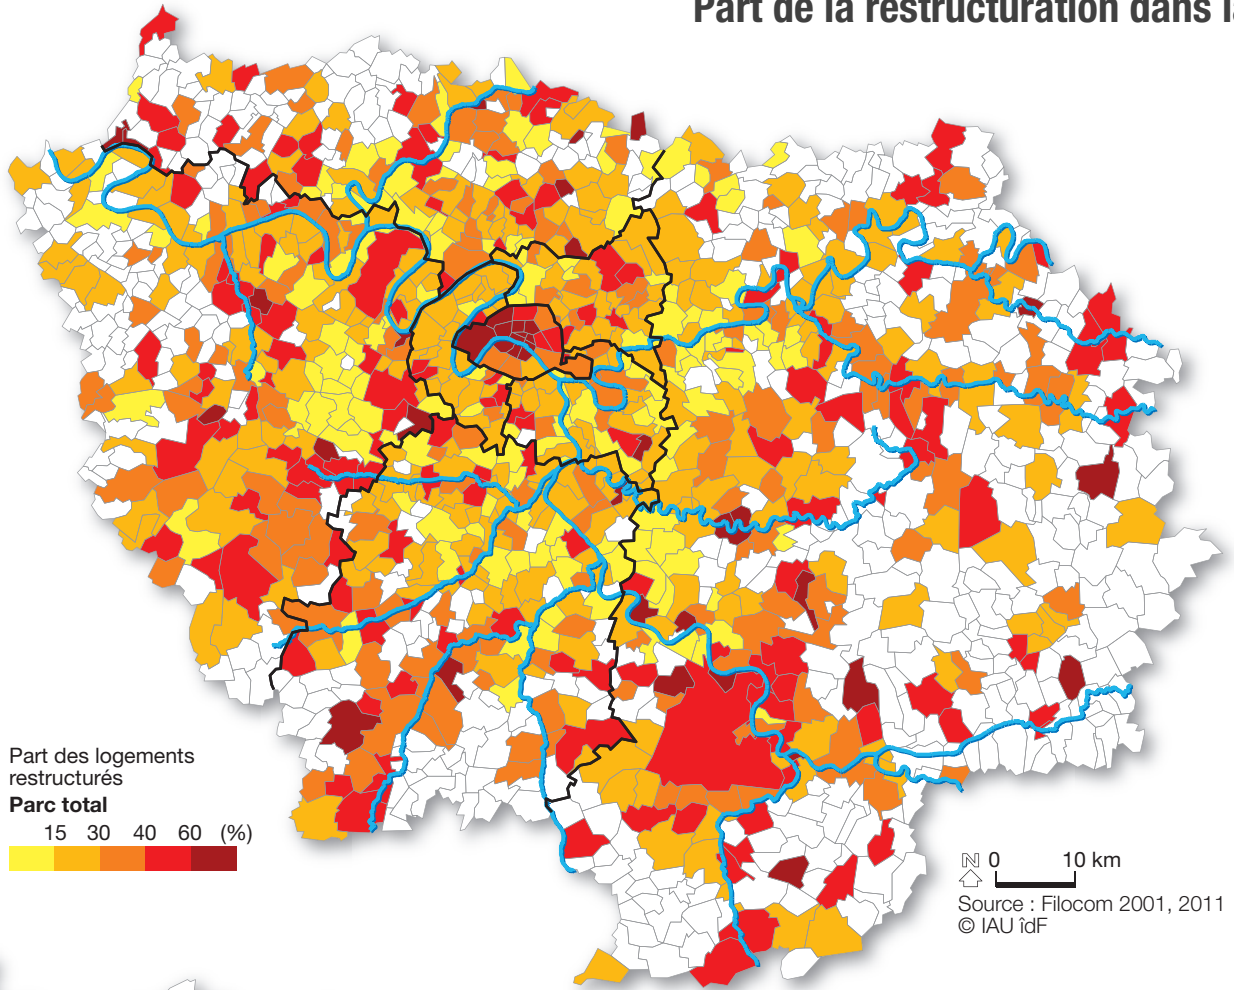 Part de la restructuration dans la
Part des logements
restructurés
Parc total
15 30 40 60 (%)
N 0 10 km
Source : Filocom 2001, 2011
© IAU îdF